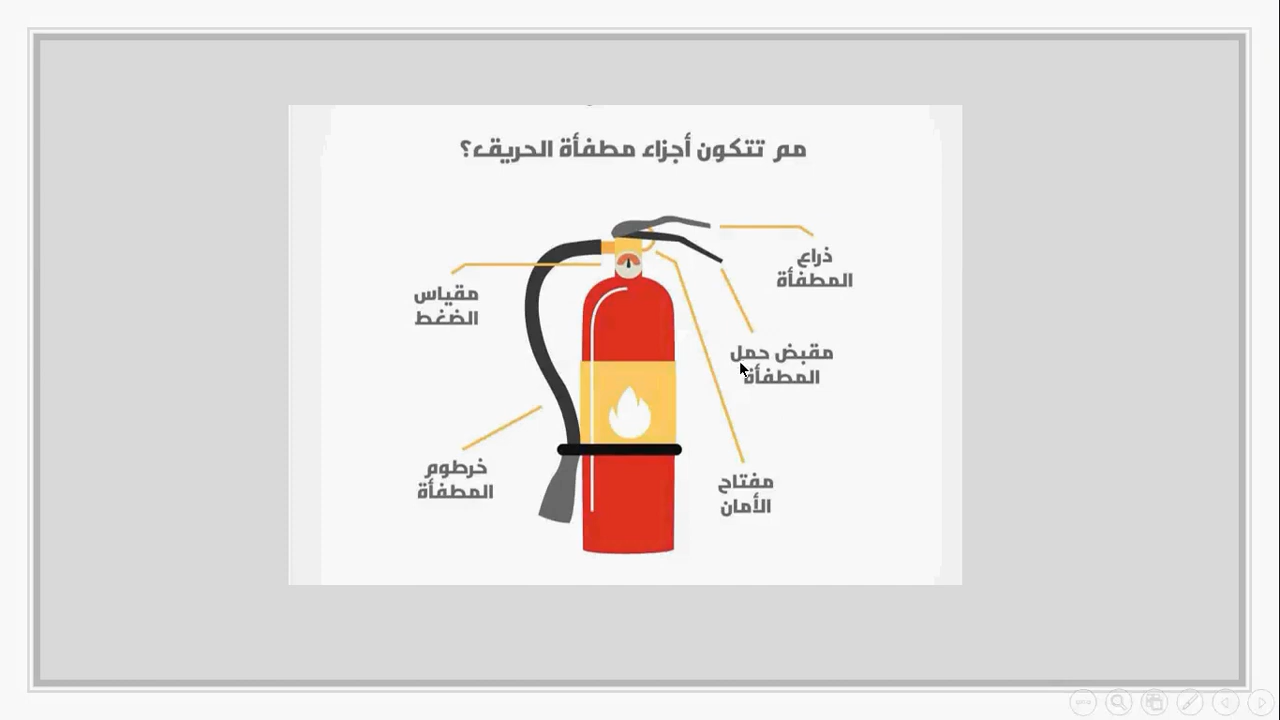 مم تتكون أجزاء مطفأة الحريق؟
ذراع
المطفأة
مقياس
الضغط
مقبض حمل
المطفأة
خرطوم
المطفأة
مفتاح
الأمان